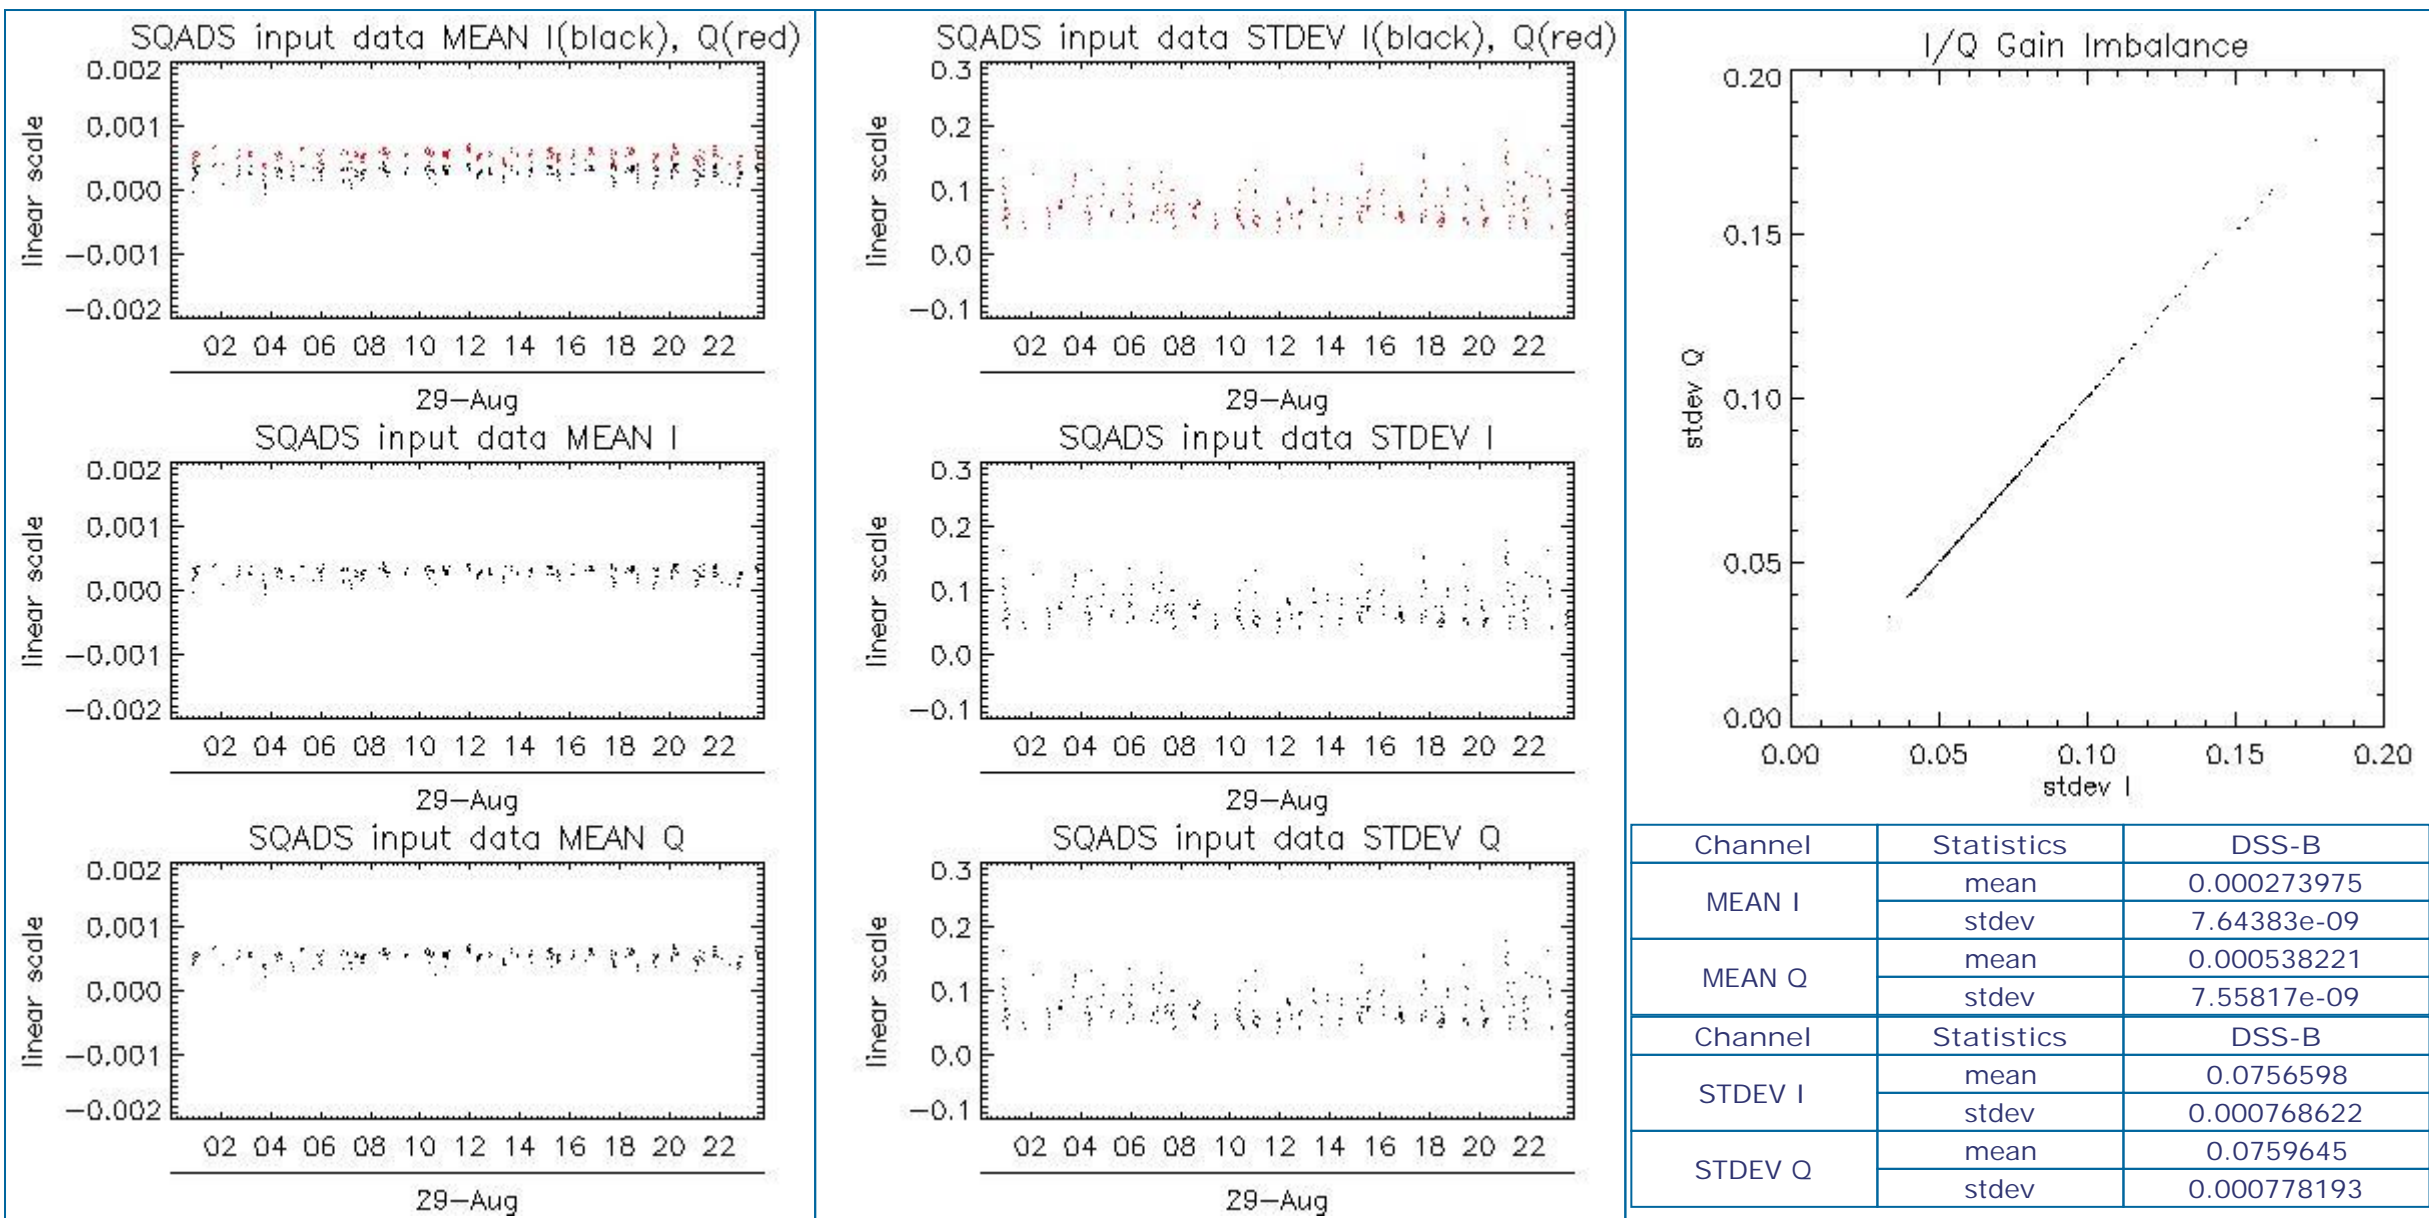 SQADS input data MEAN I(black), Q(red)
0.002
0.001
0.000
−0.001
−0.002
linear scale
02 04 06 08 10 12 14 16 18 20 22
29−Aug
SQADS input data MEAN I
0.002
0.001
0.000
−0.001
−0.002
linear scale
02 04 06 08 10 12 14 16 18 20 22
29−Aug
SQADS input data MEAN Q
0.002
0.001
0.000
−0.001
−0.002
linear scale
02 04 06 08 10 12 14 16 18 20 22
29−Aug
SQADS input data STDEV I(black), Q(red)
0.3
0.2
0.1
0.0
−0.1
linear scale
02 04 06 08 10 12 14 16 18 20 22
29−Aug
SQADS input data STDEV I
0.3
0.2
0.1
0.0
−0.1
linear scale
02 04 06 08 10 12 14 16 18 20 22
29−Aug
SQADS input data STDEV Q
0.3
0.2
0.1
0.0
−0.1
linear scale
02 04 06 08 10 12 14 16 18 20 22
29−Aug
I/Q Gain Imbalance
0.20
0.15
0.10
0.05
0.00
stdev Q
0.00 0.05 0.10 0.15 0.20
stdev I
Channel Statistics DSS-B
MEAN I mean 0.000273975
stdev 7.64383e-09
MEAN Q mean 0.000538221
stdev 7.55817e-09
Channel Statistics DSS-B
STDEV I mean 0.0756598
stdev 0.000768622
STDEV Q mean 0.0759645
stdev 0.000778193